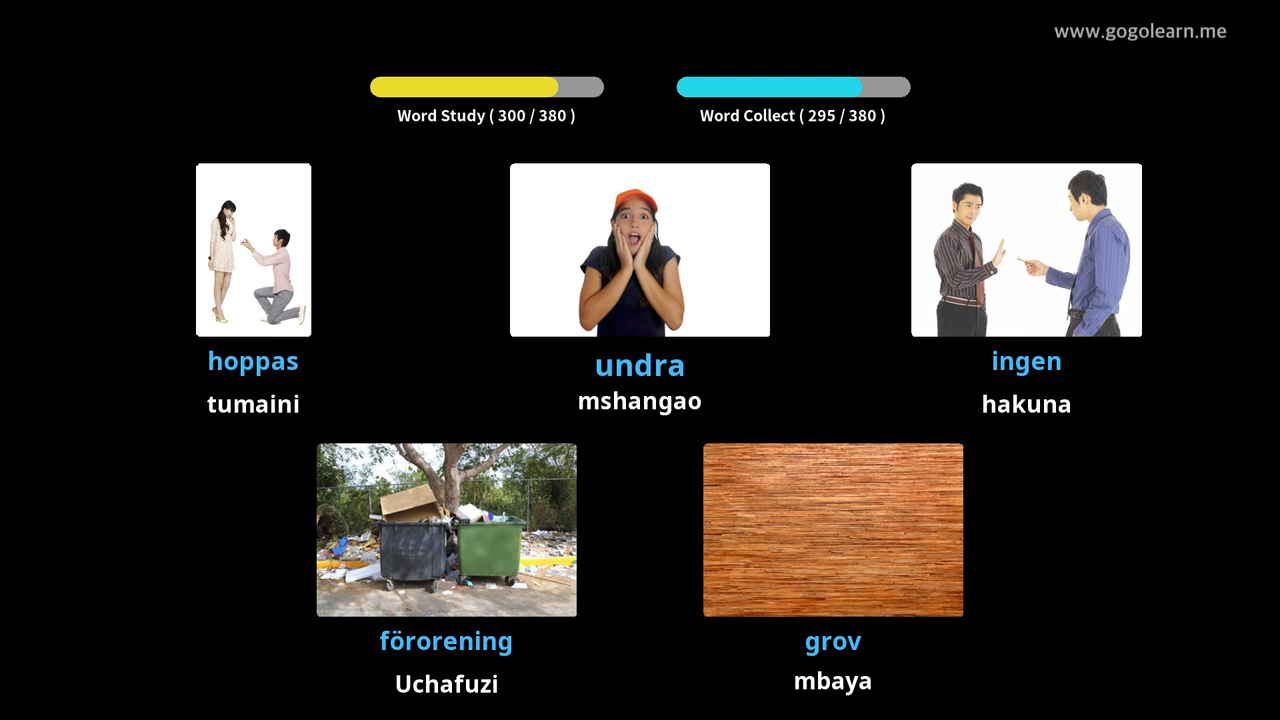 www.gogolearn.me
Word Study ( 300 / 380 )
Word Collect ( 295 / 380 )
hoppas
tumaini
undra
mshangao
ingen
hakuna
förorening
Uchafuzi
grov
mbaya